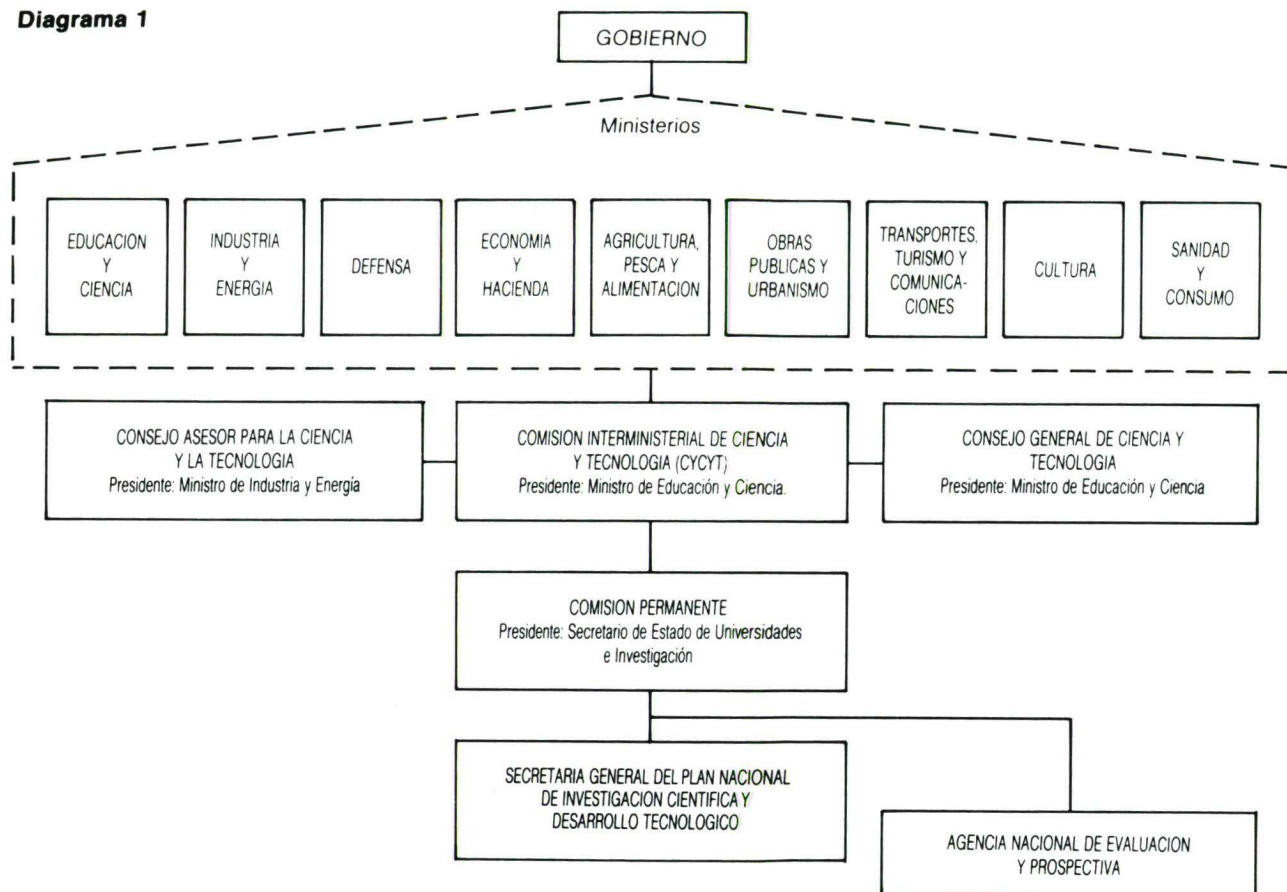 Diagrama 1
GOBIERNO
Ministerios
EDUCACION
Y
CIENCIA
INDUSTRIA
Y
ENERGIA
DEFENSA
ECONOMIA
Y
HACIENDA
AGRICULTURA,
PESCA Y
ALIMENTACION
OBRAS
PUBLICAS Y
URBANISMO
TRANSPORTES,
TURISMO Y
COMUNICA-
CIONES
CULTURA
SANIDAD
Y
CONSUMO
CONSEJO ASESOR PARA LA CIENCIA
Y LA TECNOLOGIA
Presidente: Ministro de Industria y Energía
COMISION INTERMINISTERIAL DE CIENCIA
Y TECNOLOGIA (CYCYT)
Presidente: Ministro de Educación y Ciencia.
CONSEJO GENERAL DE CIENCIA Y
TECNOLOGIA
Presidente: Ministro de Educación y Ciencia
COMISION PERMANENTE
Presidente: Secretario de Estado de Universidades
e Investigación
SECRETARIA GENERAL DEL PLAN NACIONAL
DE INVESTIGACION CIENTIFICA Y
DESARROLLO TECNOLOGICO
AGENCIA NACIONAL DE EVALUACION
Y PROSPECTIVA